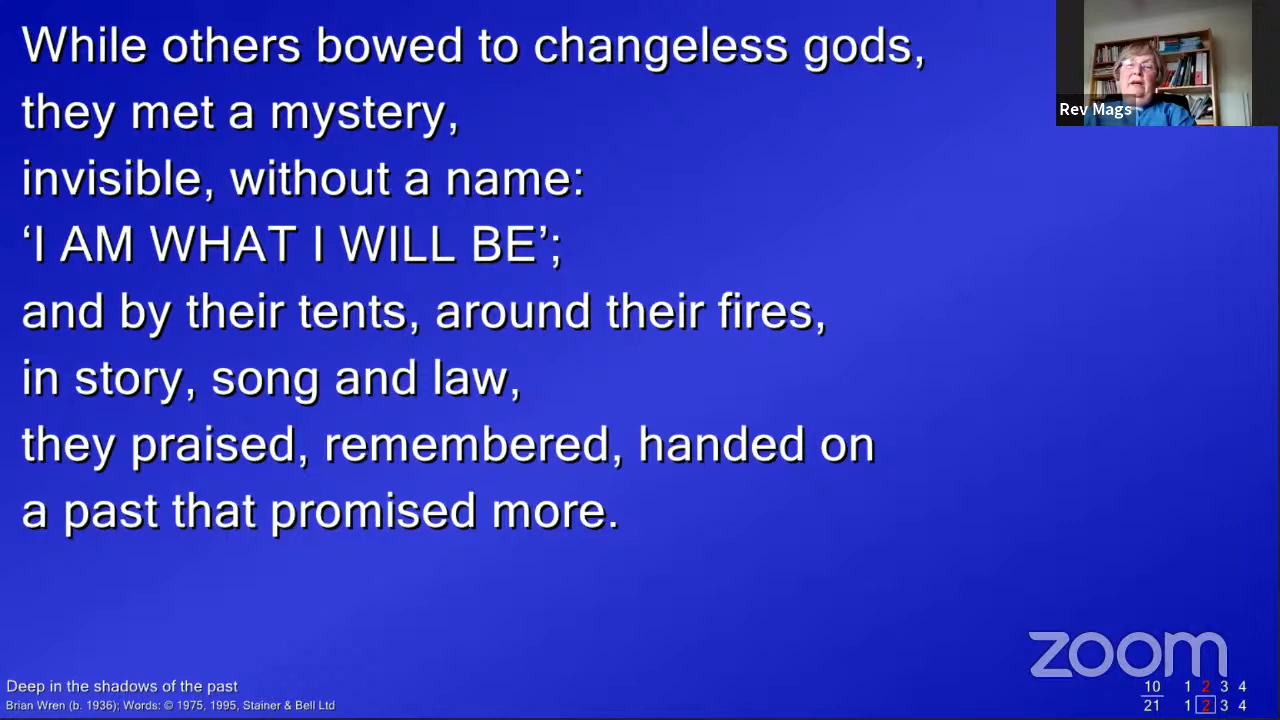 While others bowed to changeless gods,
they met a mystery,
invisible, without a name:
‘I AM WHAT I WILL BE’;
and by their tents, around their fires,
in story, song and law,
they praised, remembered, handed on
a past that promised more.
Rev Mags
zoom
Deep in the shadows of the past
Brian Wren (b. 1936); Words: © 1975, 1995, Stainer & Bell Ltd
10 1 2 3 4
21 1 2 3 4